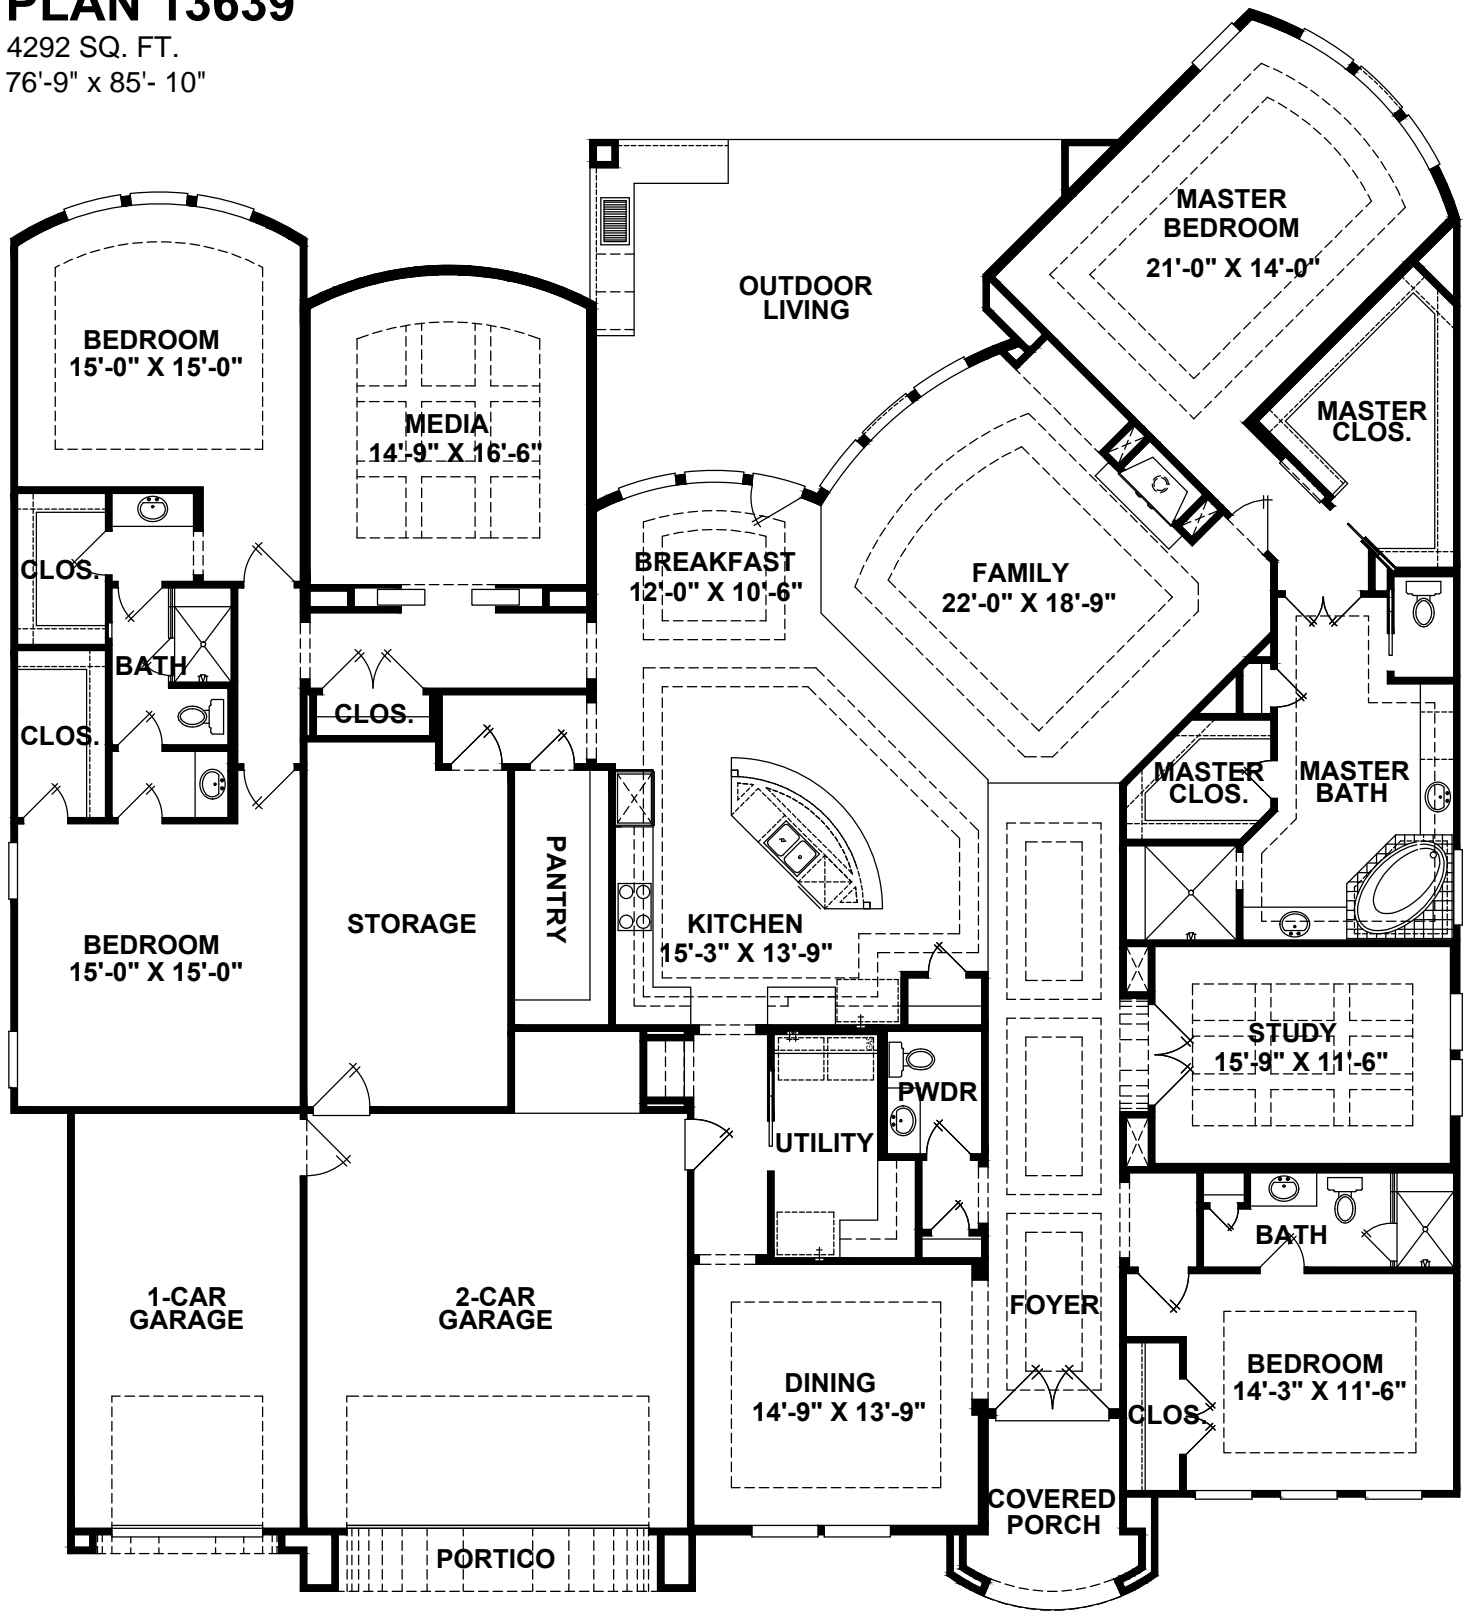 PLAN 13639
4292 SQ. FT.
76'-9" x 85'- 10"
MASTER
BEDROOM
21'-0" X 14'-0"
OUTDOOR
LIVING
BEDROOM
15'-0" X 15'-0"
MEDIA
14'-9" X 16'-6"
MASTER
CLOS.
BREAKFAST
12'-0" X 10'-6"
FAMILY
22'-0" X 18'-9"
CLOS.
BATH
CLOS.
CLOS.
MASTER
CLOS.
MASTER
BATH
PANTRY
STORAGE
KITCHEN
15'-3" X 13'-9"
BEDROOM
15'-0" X 15'-0"
STUDY
15'-9" X 11'-6"
PWDR
UTILITY
BATH
1-CAR
GARAGE
2-CAR
GARAGE
FOYER
DINING
14'-9" X 13'-9"
BEDROOM
14'-3" X 11'-6"
CLOS.
COVERED
PORCH
PORTICO